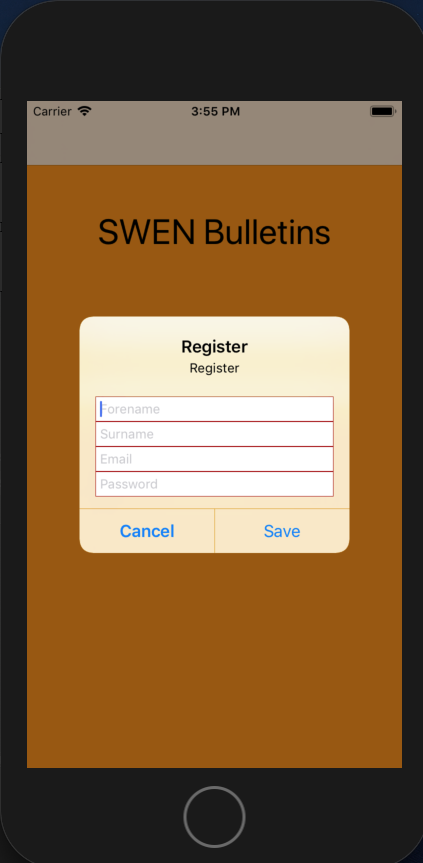 Carrier 3:55 PM
SWEN Bulletins
Register
Register
Forename
Surname
Email
Password
Cancel Save